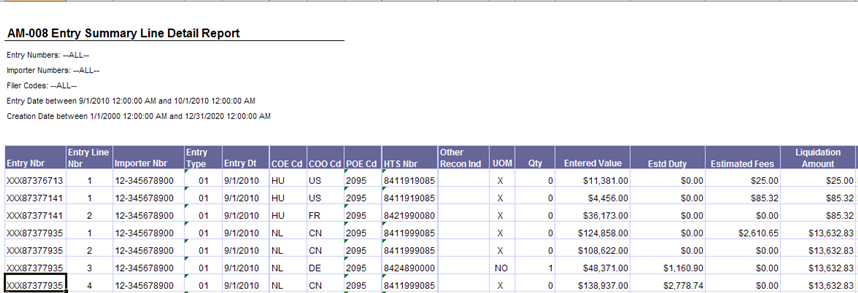 AM-008 Entry Summary Line Detail Report
Entry Numbers: --ALL--
Importer Numbers: --ALL--
Filer Codes: --ALL--
Entry Date between 9/1/2010 12:00:00 AM and 10/1/2010 12:00:00 AM
Creation Date between 1/1/2000 12:00:00 AM and 12/31/2020 12:00:00 AM
Entry Nbr Entry Line Nbr Importer Nbr Entry Type Entry Dt COE Cd COO Cd POE Cd HTS Nbr Other Recon Ind UOM Qty Entered Value Estd Duty Estimated Fees Liquidation Amount
XXX87376713 1 12-345678900 01 9/1/2010 HU US 2095 8411919085 X 0 $11,381.00 $0.00 $25.00 $25.00
XXX87377141 1 12-345678900 01 9/1/2010 HU US 2095 8411919085 X 0 $4,456.00 $0.00 $85.32 $85.32
XXX87377141 2 12-345678900 01 9/1/2010 HU FR 2095 8421990080 X 0 $36,173.00 $0.00 $0.00 $85.32
XXX87377935 1 12-345678900 01 9/1/2010 NL CN 2095 8411999085 X 0 $124,858.00 $0.00 $2,610.65 $13,632.83
XXX87377935 2 12-345678900 01 9/1/2010 NL CN 2095 8411999085 X 0 $108,622.00 $0.00 $0.00 $13,632.83
XXX87377935 3 12-345678900 01 9/1/2010 NL DE 2095 8424890000 NO 1 $48,371.00 $1,160.90 $0.00 $13,632.83
XXX87377935 4 12-345678900 01 9/1/2010 NL CN 2095 8411999085 X 0 $138,937.00 $2,778.74 $0.00 $13,632.83